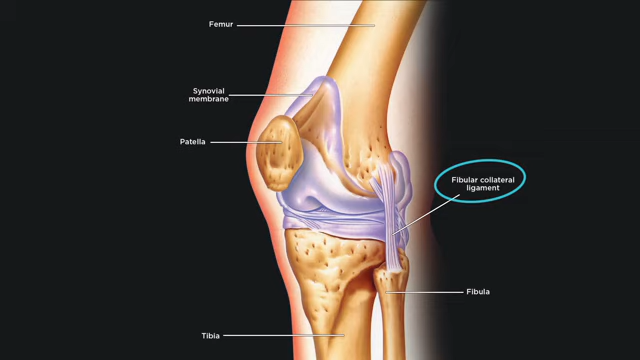 Femur
Synovial
membrane
Patella
Fibular collateral
ligament
Fibula
Tibia